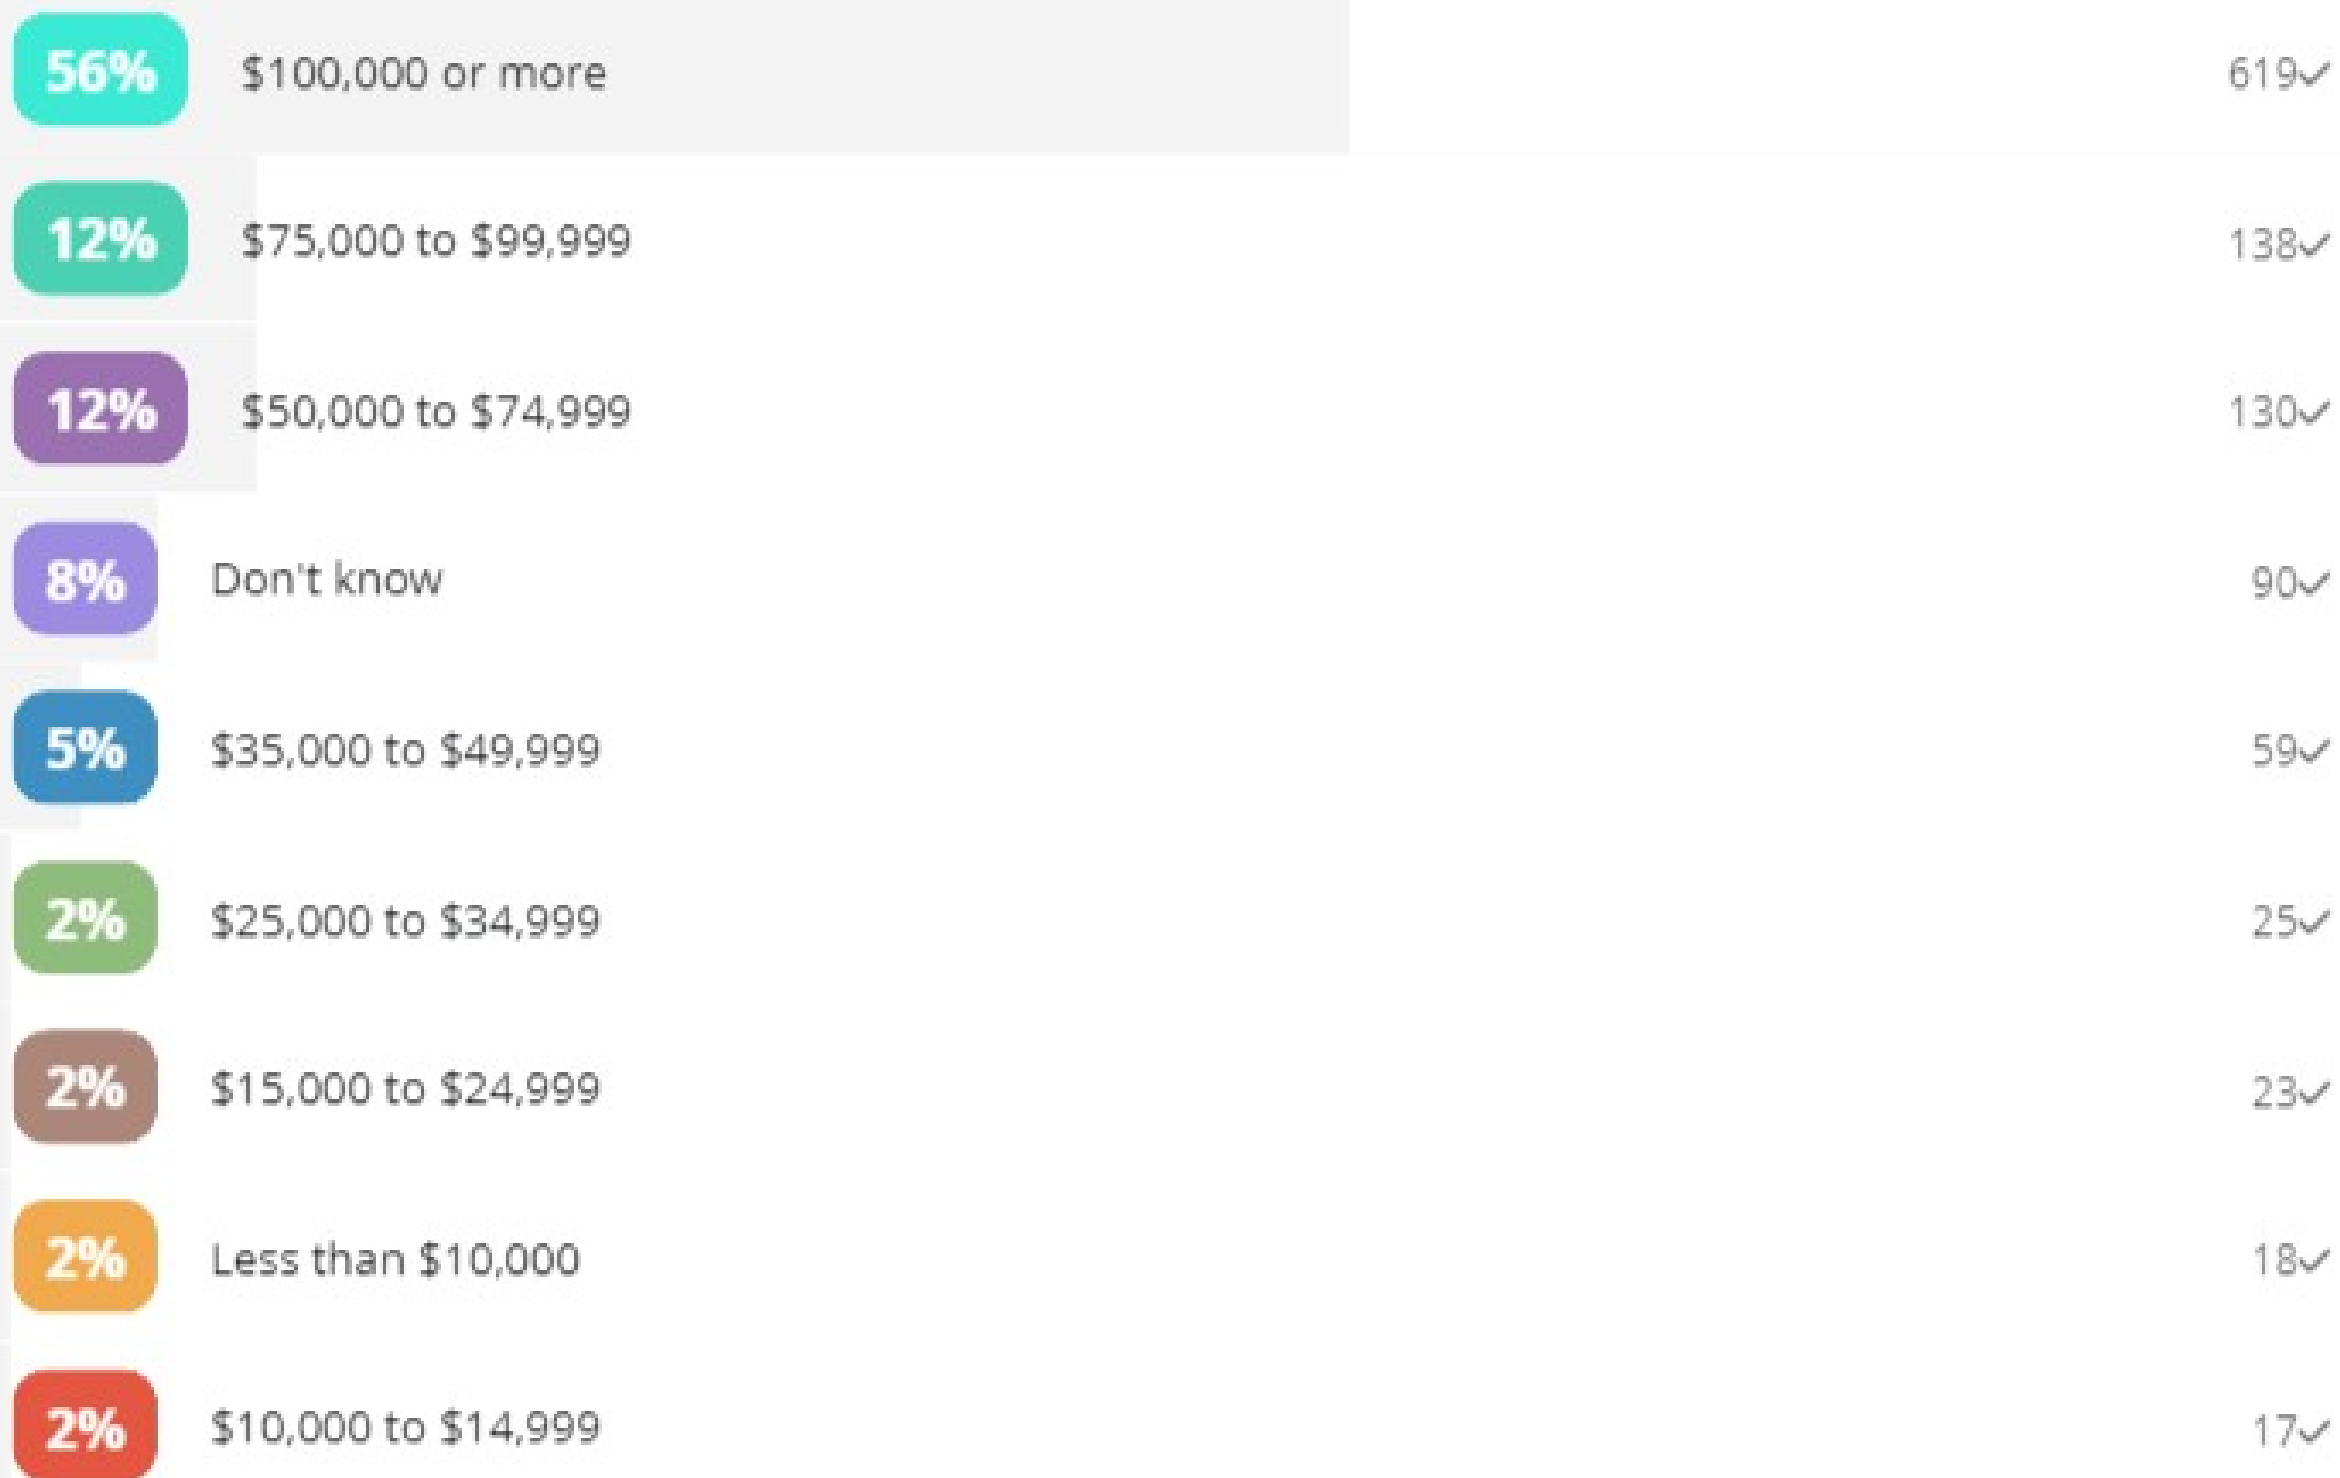 56% $100,000 or more 619✓
12% $75,000 to $99,999 138✓
12% $50,000 to $74,999 130✓
8% Don't know 90✓
5% $35,000 to $49,999 59✓
2% $25,000 to $34,999 25✓
2% $15,000 to $24,999 23✓
2% Less than $10,000 18✓
2% $10,000 to $14,999 17✓